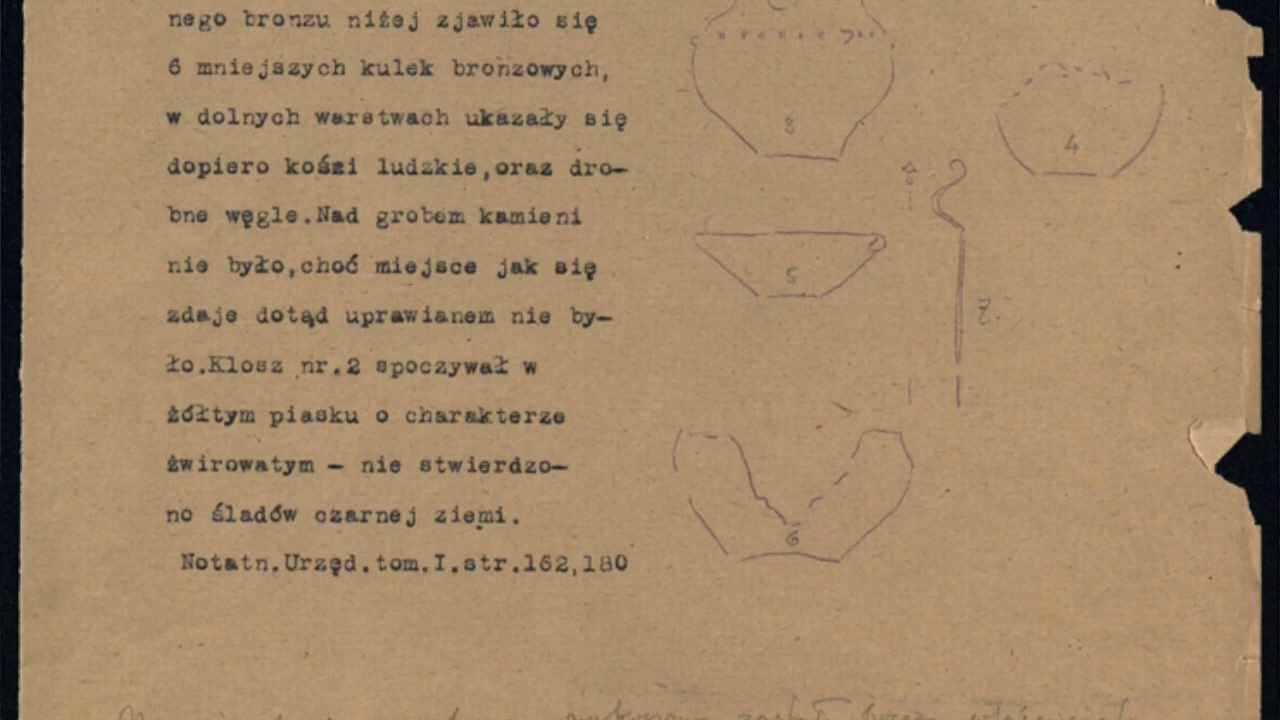 nego bronzu niżej zjawiło się
6 mniejszych kulek bronzowych,
w dolnych warstwach ukazały się
dopiero kości ludzkie,oraz dro-
bne węgle.Nad grobem kamieni
nie było,choć miejsce jak się
zdaje dotąd uprawianem nie by-
ło.Klosz nr.2 spoczywał w
żółtym piasku o charakterze
żwirowatym - nie stwierdzo-
no śladów czarnej ziemi.
Notatn.Urzęd.tom.I.str.162,180
8
4
5
7.
6